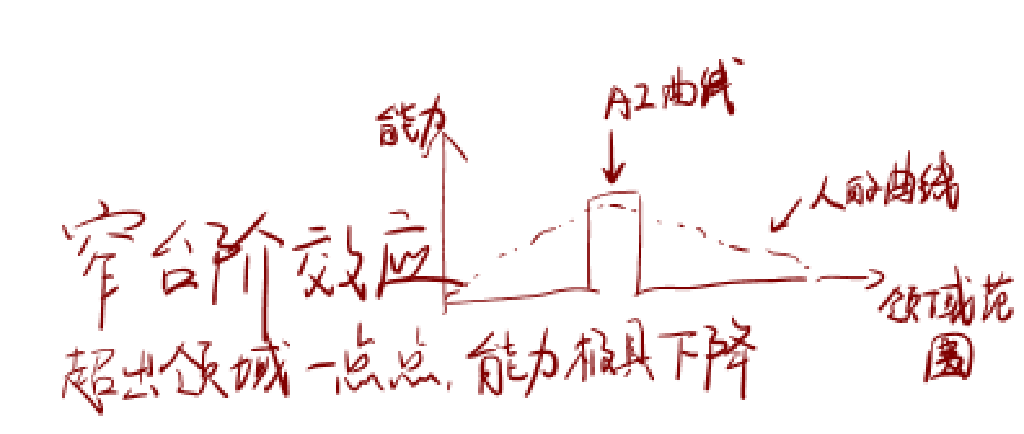 AI曲线
能力
人的曲线
窄台阶效应
领域范
围
超出领域一点点,能力极具下降